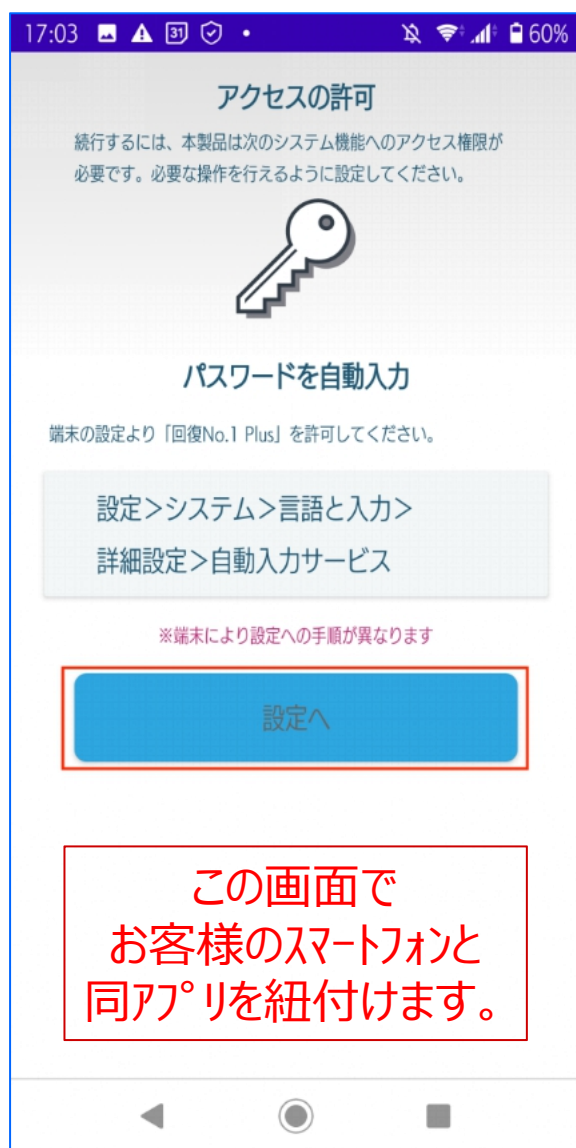 17:03
31
60%
アクセスの許可
続行するには、本製品は次のシステム機能へのアクセス権限が
必要です。必要な操作を行えるように設定してください。
パスワードを自動入力
端末の設定より「回復No.1 Plus」を許可してください。
設定>システム>言語と入力>
詳細設定>自動入力サービス
※端末により設定への手順が異なります
設定へ
この画面で
お客様のスマートフォンと
同アプリを紐付けます。